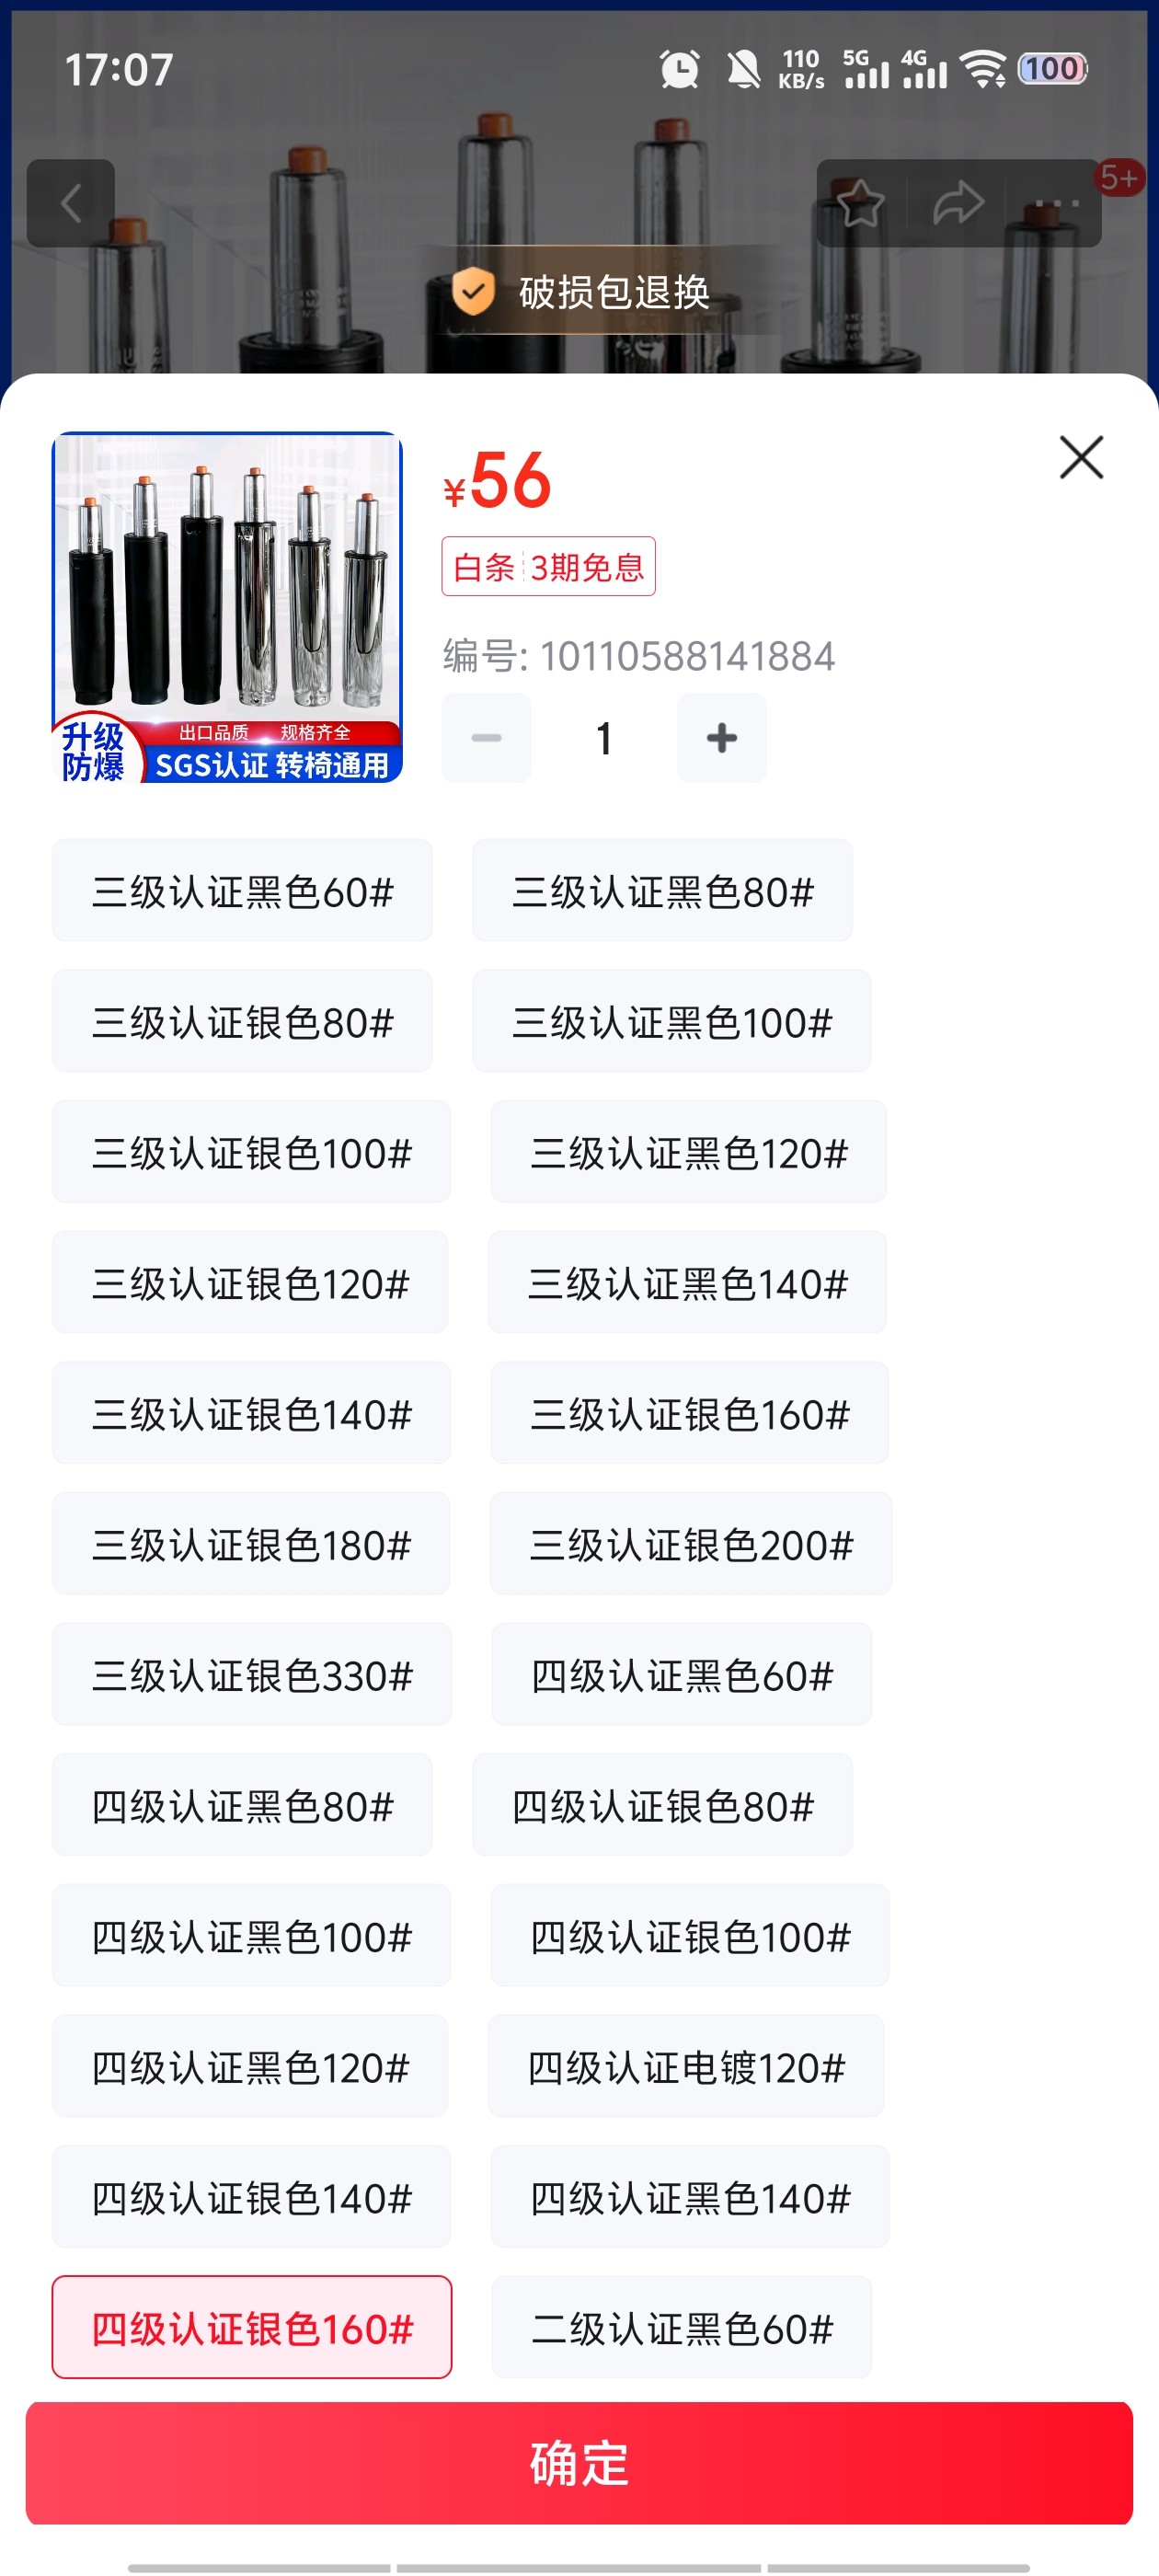 17:07
110 KB/s 5G 4G 100
5+
破损包退换
¥56
白条 3期免息
编号: 10110588141884
1
出口品质 规格齐全
升级防爆
SGS认证 转椅通用
三级认证黑色60# 三级认证黑色80#
三级认证银色80# 三级认证黑色100#
三级认证银色100# 三级认证黑色120#
三级认证银色120# 三级认证黑色140#
三级认证银色140# 三级认证银色160#
三级认证银色180# 三级认证银色200#
三级认证银色330# 四级认证黑色60#
四级认证黑色80# 四级认证银色80#
四级认证黑色100# 四级认证银色100#
四级认证黑色120# 四级认证电镀120#
四级认证银色140# 四级认证黑色140#
四级认证银色160# 二级认证黑色60#
确定